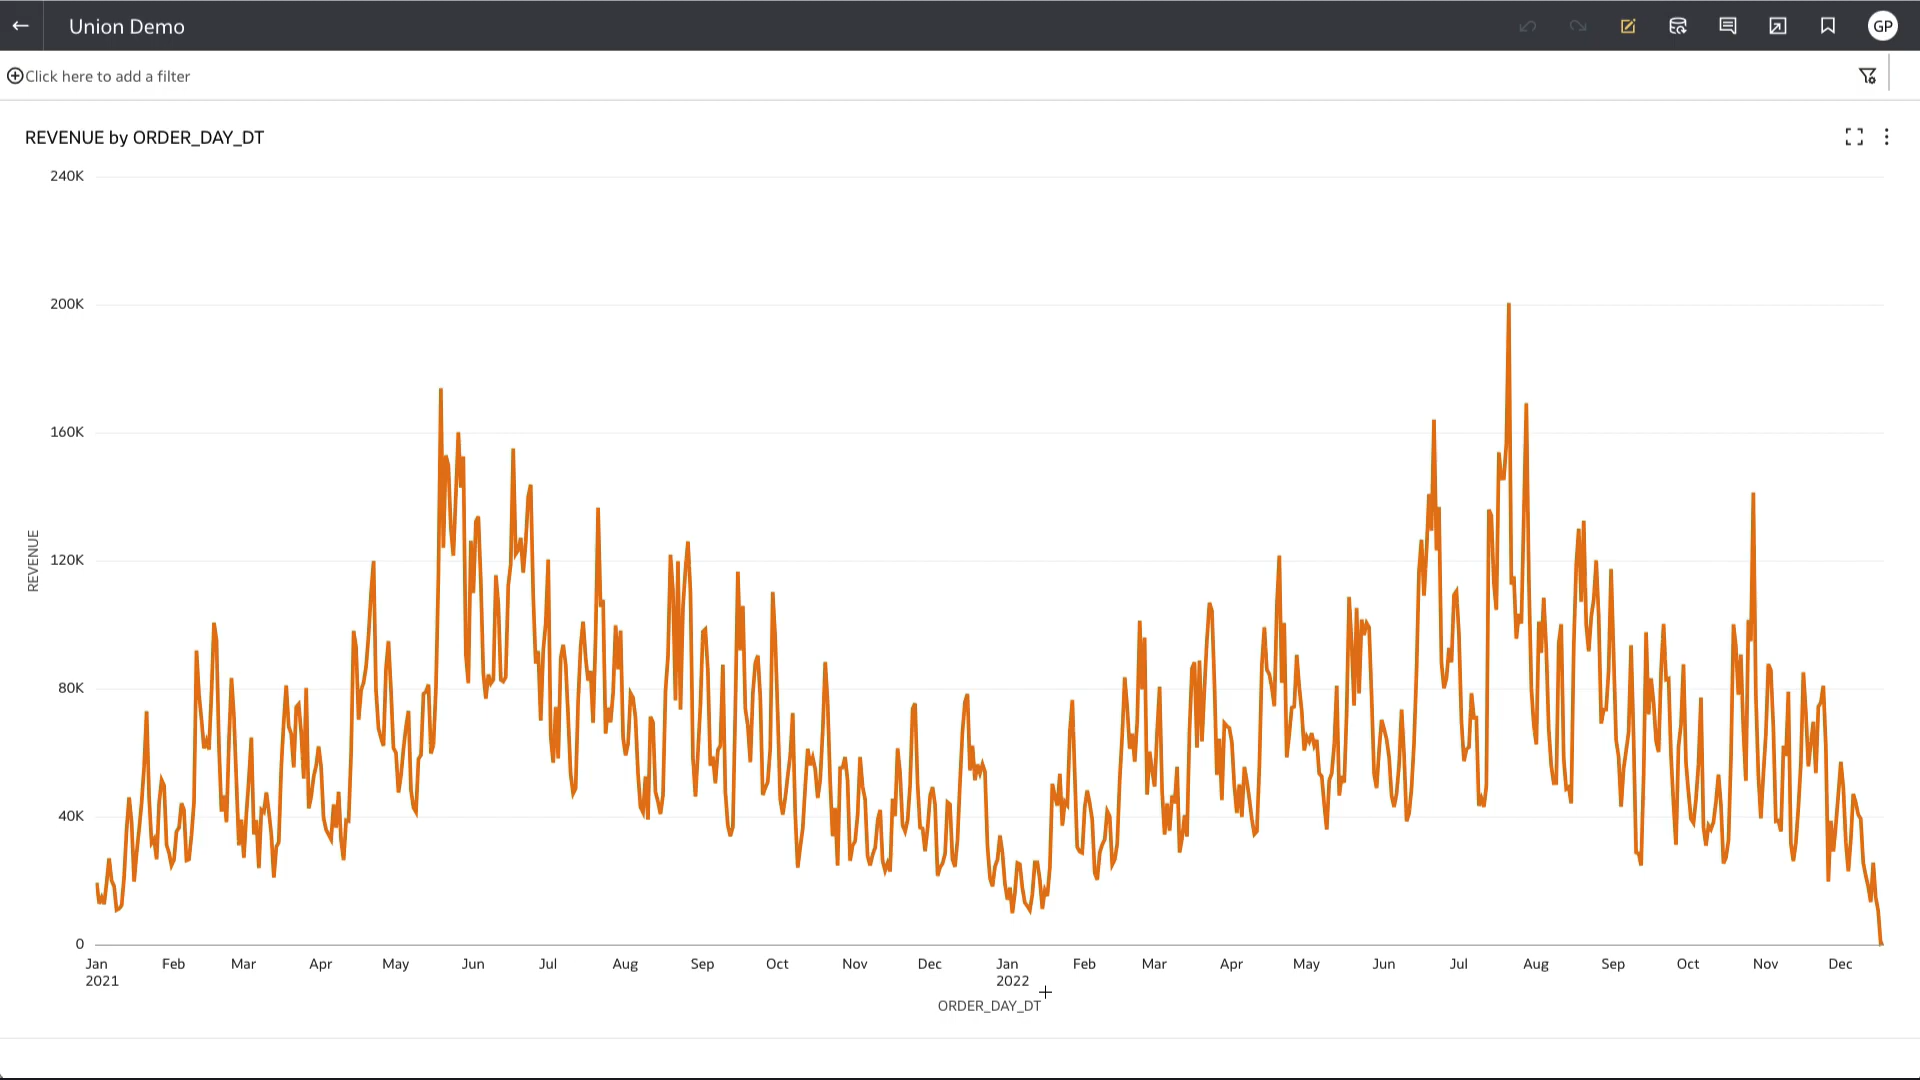 Union Demo
GP
Click here to add a filter
REVENUE by ORDER_DAY_DT
240K
200K
160K
120K
80K
40K
0
REVENUE
Jan Feb Mar Apr May Jun Jul Aug Sep Oct Nov Dec Jan Feb Mar Apr May Jun Jul Aug Sep Oct Nov Dec
2021 2022
ORDER_DAY_DT